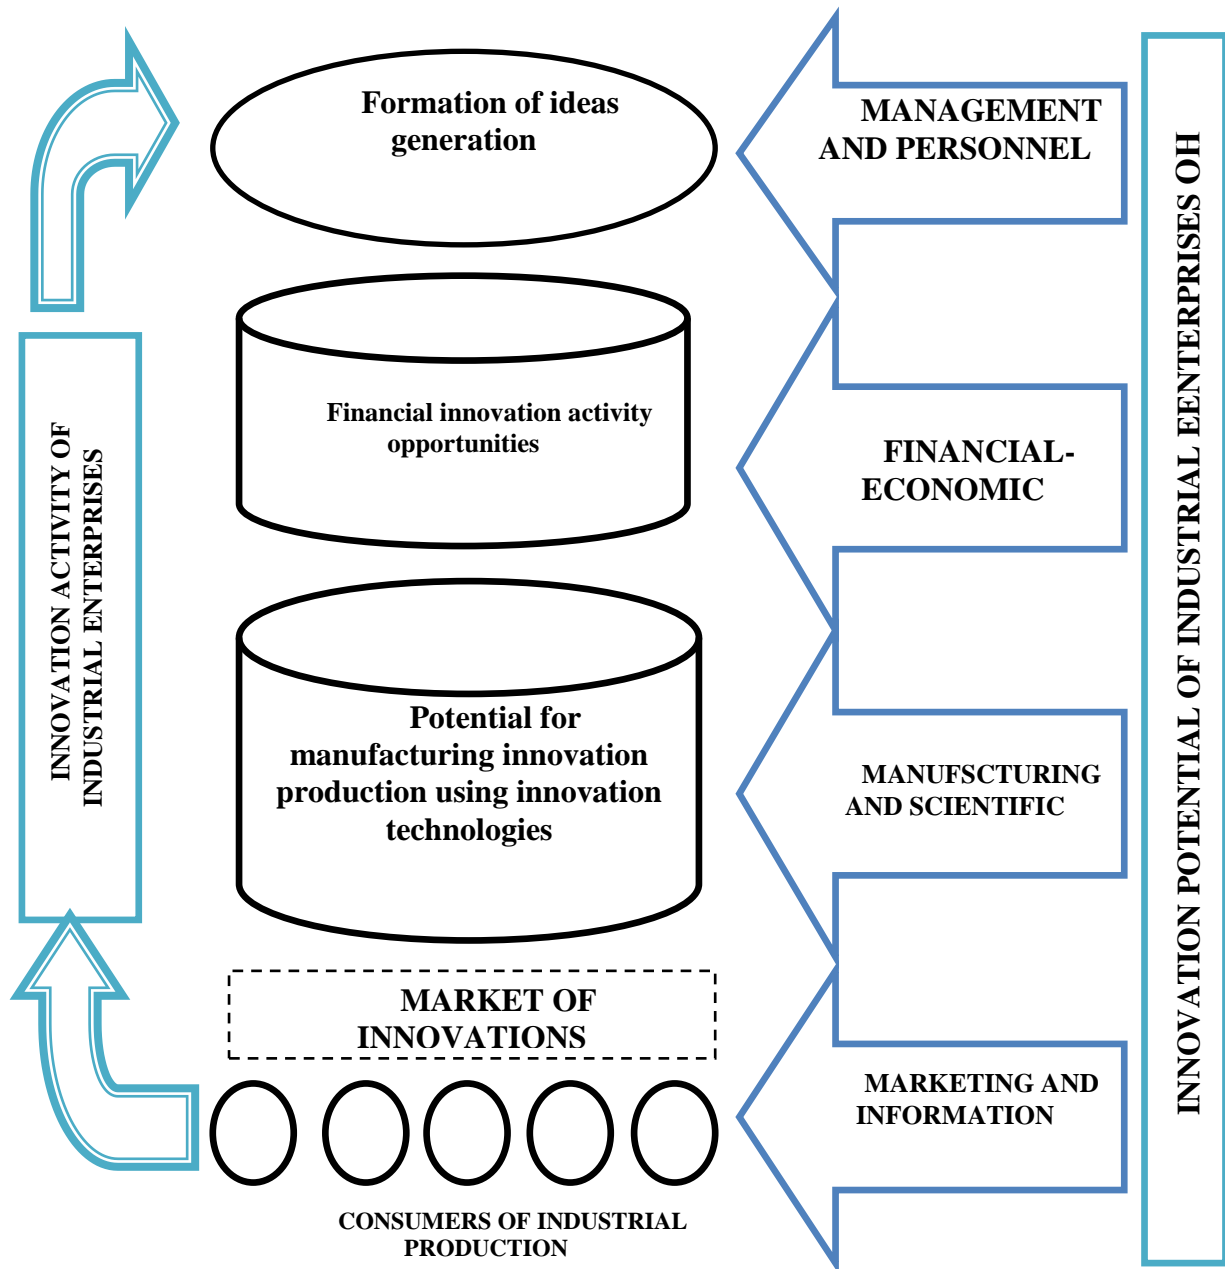 Formation of ideas
generation
MANAGEMENT
AND PERSONNEL
Financial innovation activity
opportunities
FINANCIAL-
ECONOMIC
Potential for
manufacturing innovation
production using innovation
technologies
MANUFSCTURING
AND SCIENTIFIC
MARKET OF
INNOVATIONS
MARKETING AND
INFORMATION
CONSUMERS OF INDUSTRIAL
PRODUCTION
INNOVATION ACTIVITY OF
INDUSTRIAL ENTERPRISES
INNOVATION POTENTIAL OF INDUSTRIAL EENTERPRISES OH